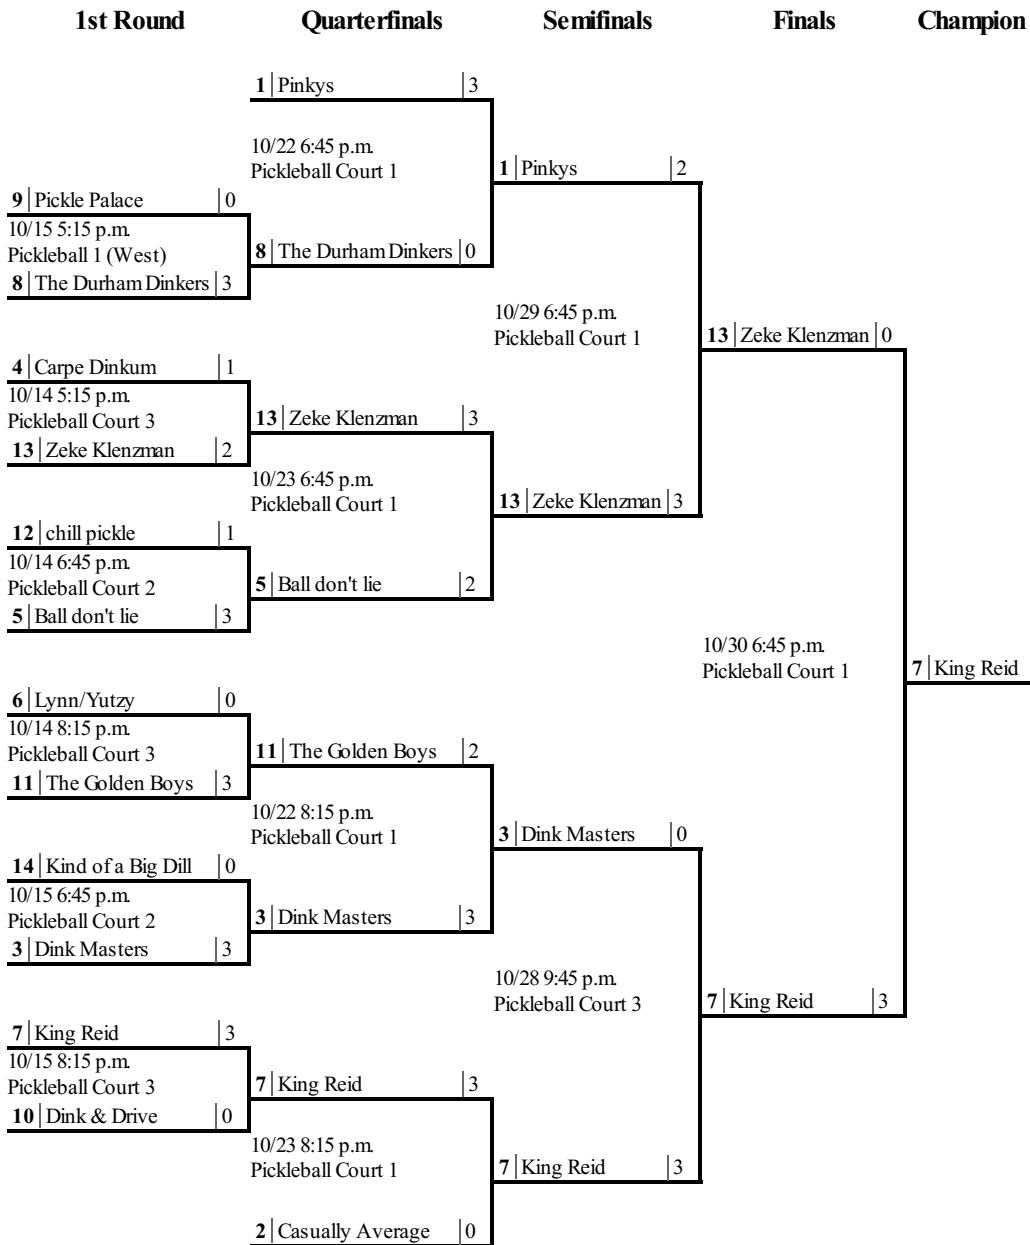 1st Round Quarterfinals Semifinals Finals Champion
1 Pinkys 3
10/22 6:45 p.m.
Pickleball Court 1
1 Pinkys 2
9 Pickle Palace 0
10/15 5:15 p.m.
Pickleball 1 (West)
8 The Durham Dinkers 0
8 The Durham Dinkers 3
10/29 6:45 p.m.
Pickleball Court 1
13 Zeke Klenzman 0
4 Carpe Dinkum 1
10/14 5:15 p.m.
Pickleball Court 3
13 Zeke Klenzman 3
13 Zeke Klenzman 2
10/23 6:45 p.m.
Pickleball Court 1
13 Zeke Klenzman 3
12 chill pickle 1
10/14 6:45 p.m.
Pickleball Court 2
5 Ball don't lie 2
5 Ball don't lie 3
10/30 6:45 p.m.
Pickleball Court 1
7 King Reid
6 Lynn/Yutzy 0
10/14 8:15 p.m.
Pickleball Court 3
11 The Golden Boys 2
11 The Golden Boys 3
10/22 8:15 p.m.
Pickleball Court 1
3 Dink Masters 0
14 Kind of a Big Dill 0
10/15 6:45 p.m.
Pickleball Court 2
3 Dink Masters 3
3 Dink Masters 3
10/28 9:45 p.m.
Pickleball Court 3
7 King Reid 3
7 King Reid 3
10/15 8:15 p.m.
Pickleball Court 3
7 King Reid 3
10 Dink & Drive 0
10/23 8:15 p.m.
Pickleball Court 1
7 King Reid 3
2 Casually Average 0